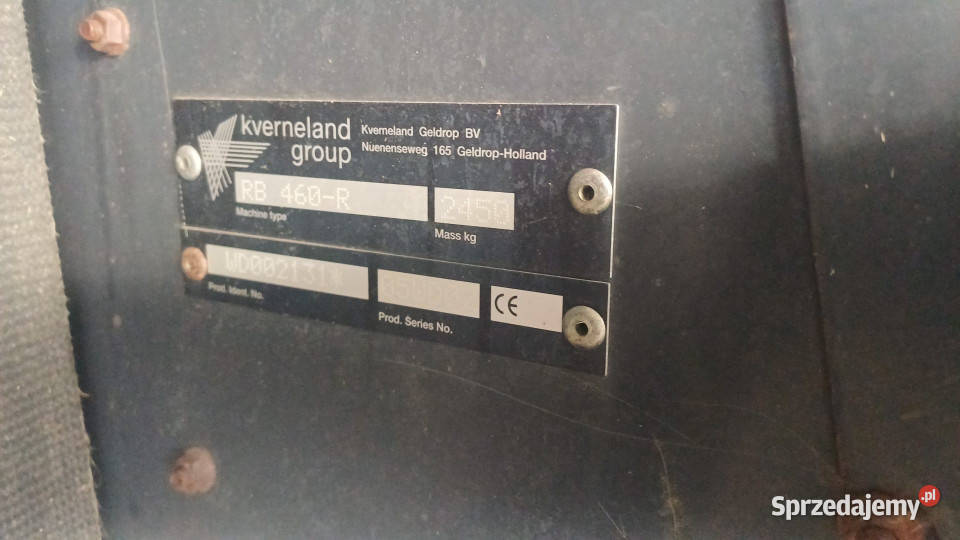 kverneland
group
Kverneland Geldrop BV
Nuenenseweg 165 Geldrop-Holland
RB 460-R
2450
Machine type
Mass kg
Prod. Ident. No.
Prod. Series No.
CE
Sprzedajemy.pl